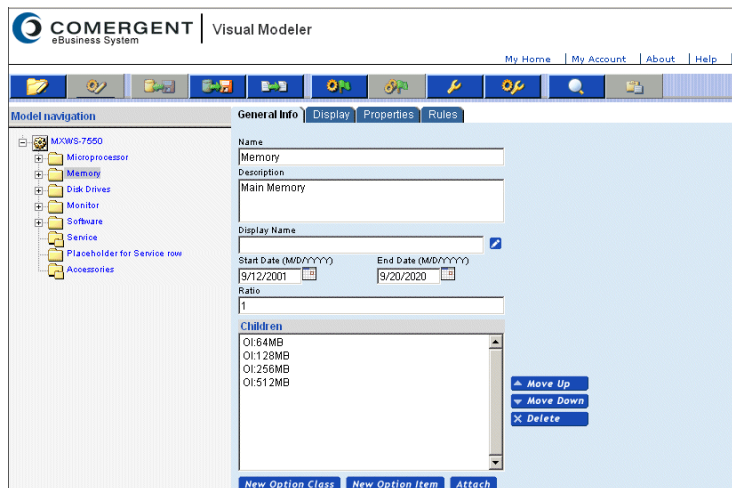 COMERGENT
eBusiness System
Visual Modeler
My Home | My Account | About | Help |
Model navigation
General Info Display Properties Rules
MXWS-7550
Microprocessor
Memory
Disk Drives
Monitor
Software
Service
Placeholder for Service row
Accessories
Name
Memory
Description
Main Memory
Display Name
Start Date (M/D/YYYY) End Date (M/D/YYYY)
9/12/2001 9/20/2020
Ratio
1
Children
OI:64MB
OI:128MB
OI:256MB
OI:512MB
Move Up
Move Down
Delete
New Option Class New Option Item Attach